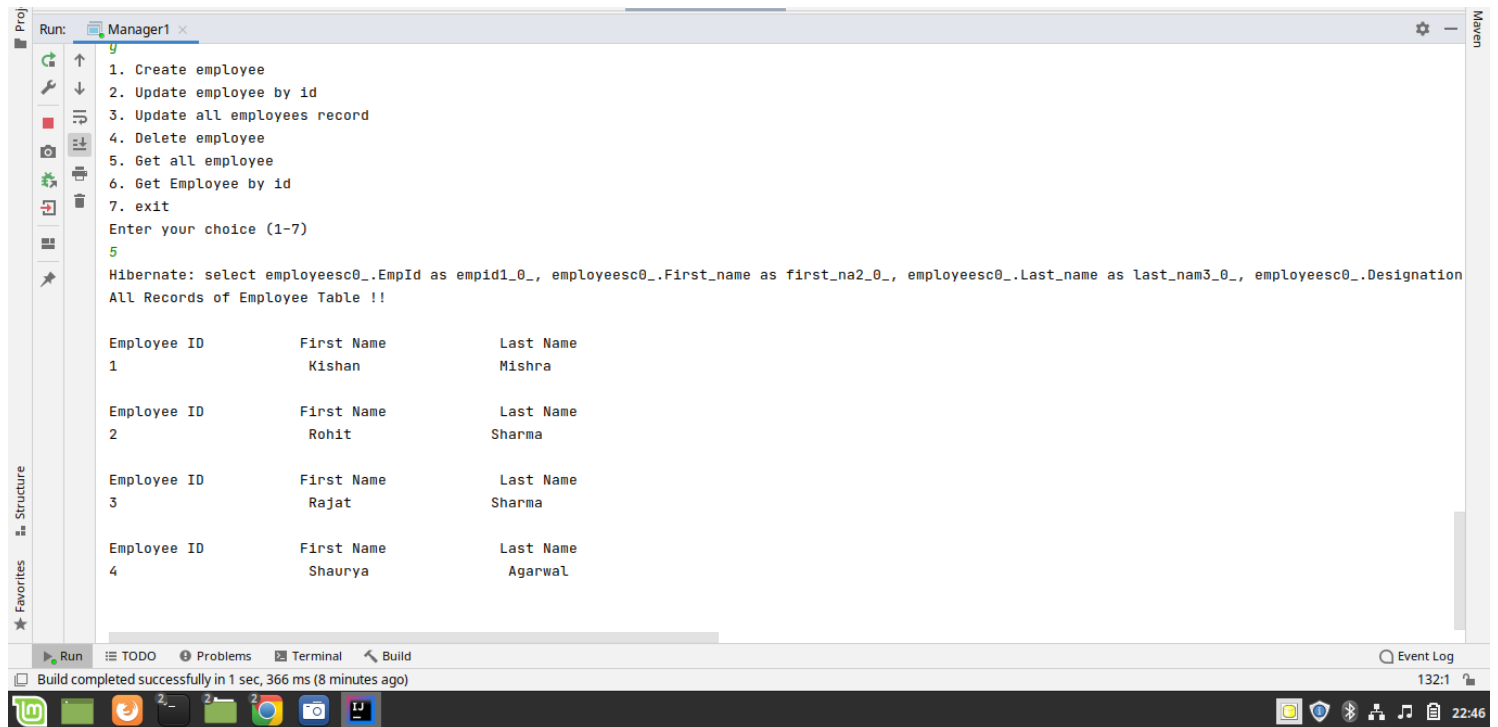 Proj
Run: Manager1
Maven
y
1. Create employee
2. Update employee by id
3. Update all employees record
4. Delete employee
5. Get all employee
6. Get Employee by id
7. exit
Enter your choice (1-7)
5
Hibernate: select employeesc0_.EmpId as empid1_0_, employeesc0_.First_name as first_na2_0_, employeesc0_.Last_name as last_nam3_0_, employeesc0_.Designation
All Records of Employee Table !!
Employee ID First Name Last Name
1 Kishan Mishra
Employee ID First Name Last Name
2 Rohit Sharma
Employee ID First Name Last Name
3 Rajat Sharma
Employee ID First Name Last Name
4 Shaurya Agarwal
Structure
Favorites
Run TODO Problems Terminal Build Event Log
Build completed successfully in 1 sec, 366 ms (8 minutes ago) 132:1
2 2 2 IJ 22:46